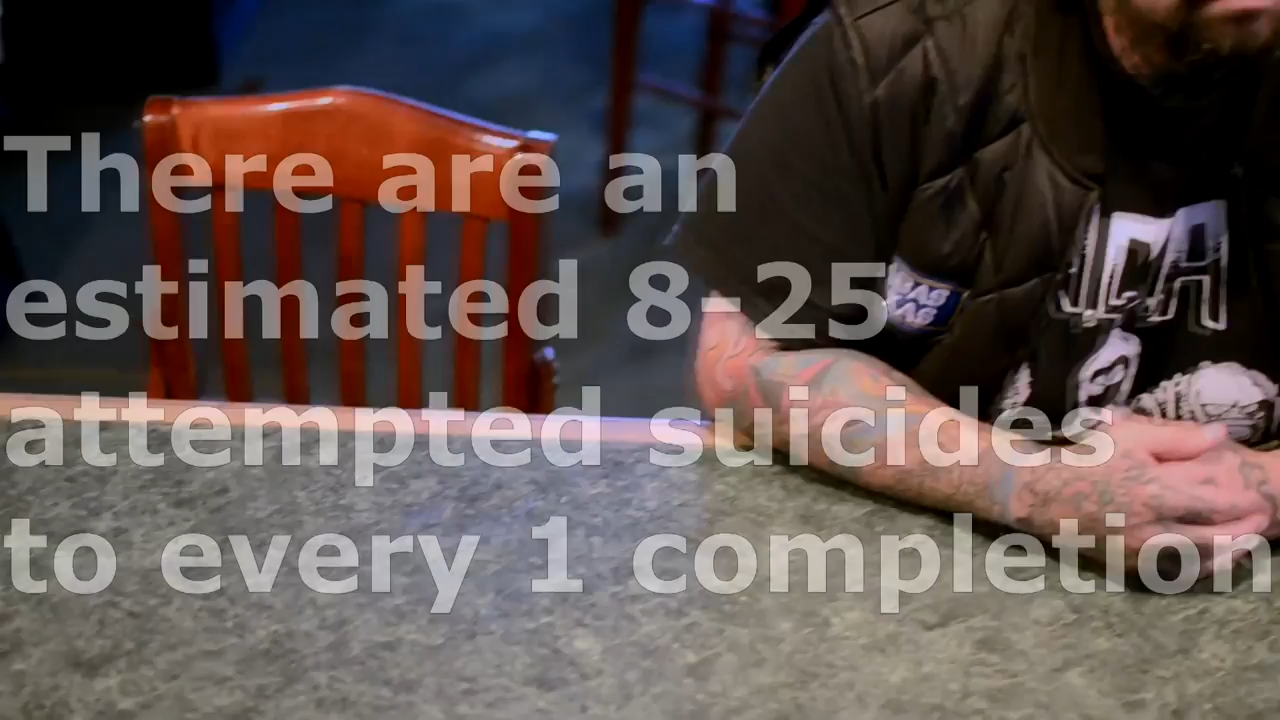 There are an
estimated 8-25
attempted suicides
to every 1 completion